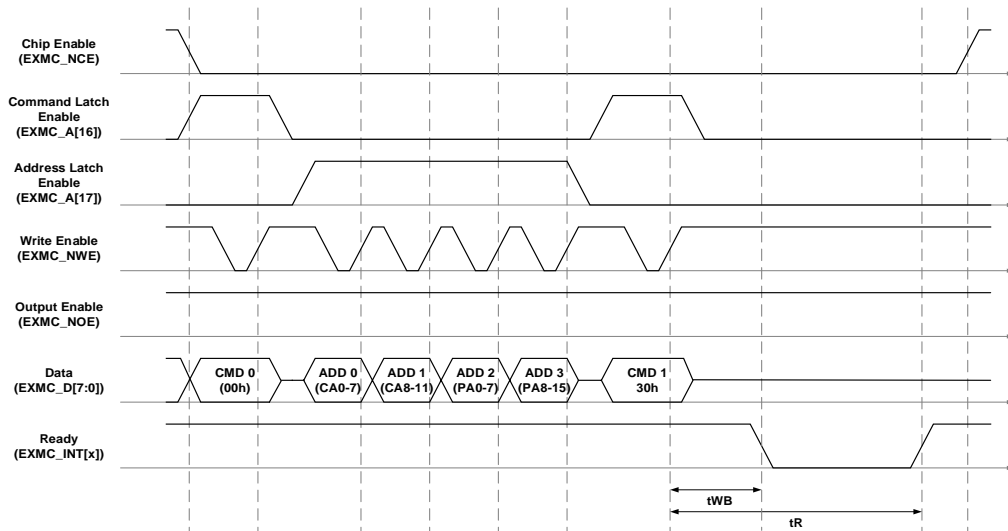 Chip Enable
(EXMC_NCE)
Command Latch
Enable
(EXMC_A[16])
Address Latch
Enable
(EXMC_A[17])
Write Enable
(EXMC_NWE)
Output Enable
(EXMC_NOE)
Data
(EXMC_D[7:0])
CMD 0
(00h)
ADD 0
(CA0-7)
ADD 1
(CA8-11)
ADD 2
(PA0-7)
ADD 3
(PA8-15)
CMD 1
30h
Ready
(EXMC_INT[x])
tWB
tR